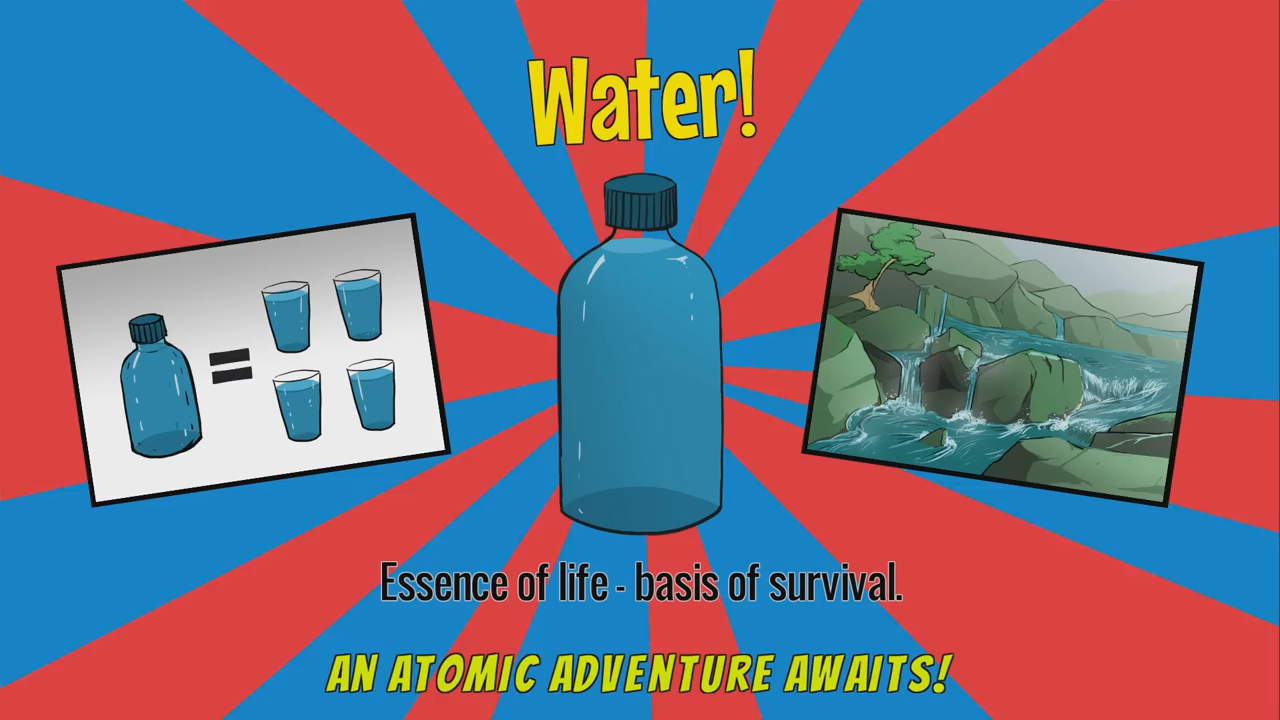 Water!
Essence of life - basis of survival.
AN ATOMIC ADVENTURE AWAITS!